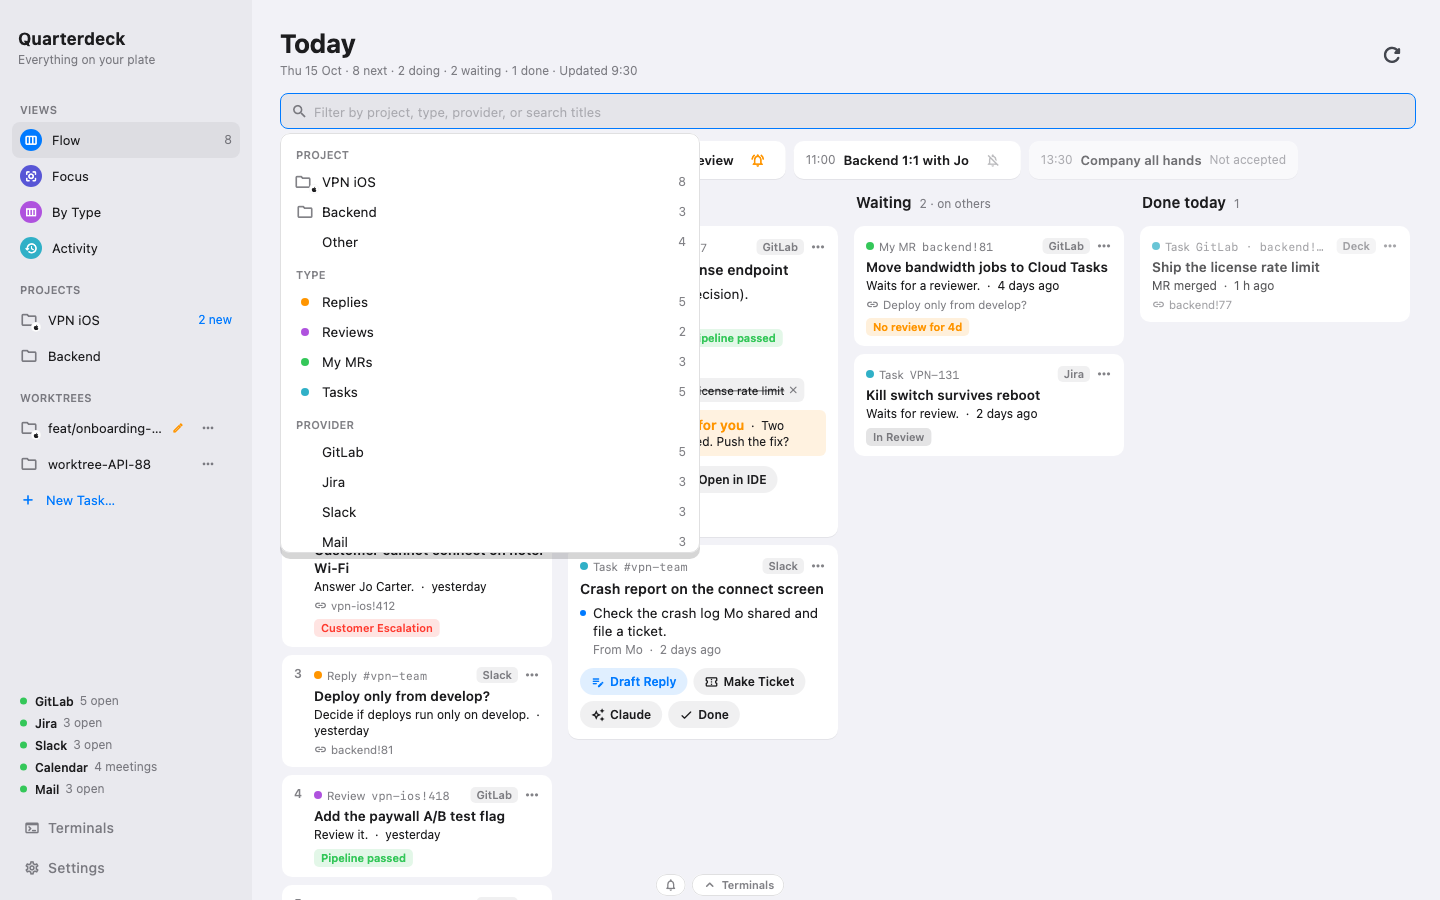 Quarterdeck
Everything on your plate
VIEWS
Flow 8
Focus
By Type
Activity
PROJECTS
VPN iOS 2 new
Backend
WORKTREES
feat/onboarding-...
worktree-API-88
New Task...
GitLab 5 open
Jira 3 open
Slack 3 open
Calendar 4 meetings
Mail 3 open
Terminals
Settings
Today
Thu 15 Oct · 8 next · 2 doing · 2 waiting · 1 done · Updated 9:30
Filter by project, type, provider, or search titles
PROJECT
VPN iOS 8
Backend 3
Other 4
TYPE
Replies 5
Reviews 2
My MRs 3
Tasks 5
PROVIDER
GitLab 5
Jira 3
Slack 3
Mail 3
11:00 Backend 1:1 with Jo
13:30 Company all hands Not accepted
Wi-Fi
Answer Jo Carter. · yesterday
vpn-ios!412
Customer Escalation
3 Reply #vpn-team Slack
Deploy only from develop?
Decide if deploys run only on develop. ·
yesterday
backend!81
4 Review vpn-ios!418 GitLab
Add the paywall A/B test flag
Review it. · yesterday
Pipeline passed
7 GitLab
endpoint
ecision).
ipeline passed
icense rate limit
for you · Two
ed. Push the fix?
Open in IDE
Task #vpn-team Slack
Crash report on the connect screen
Check the crash log Mo shared and
file a ticket.
From Mo · 2 days ago
Draft Reply
Make Ticket
Claude
Done
Waiting 2 · on others
My MR backend!81 GitLab
Move bandwidth jobs to Cloud Tasks
Waits for a reviewer. · 4 days ago
Deploy only from develop?
No review for 4d
Task VPN-131 Jira
Kill switch survives reboot
Waits for review. · 2 days ago
In Review
Done today 1
Task GitLab · backend!... Deck
Ship the license rate limit
MR merged · 1 h ago
backend!77
Terminals